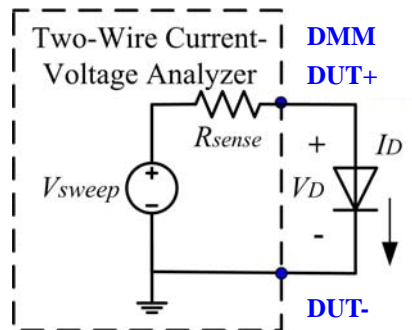 Two-Wire Current-
Voltage Analyzer
DMM
DUT+
Rsense
+
ID
Vsweep
+
-
VD
-
DUT-